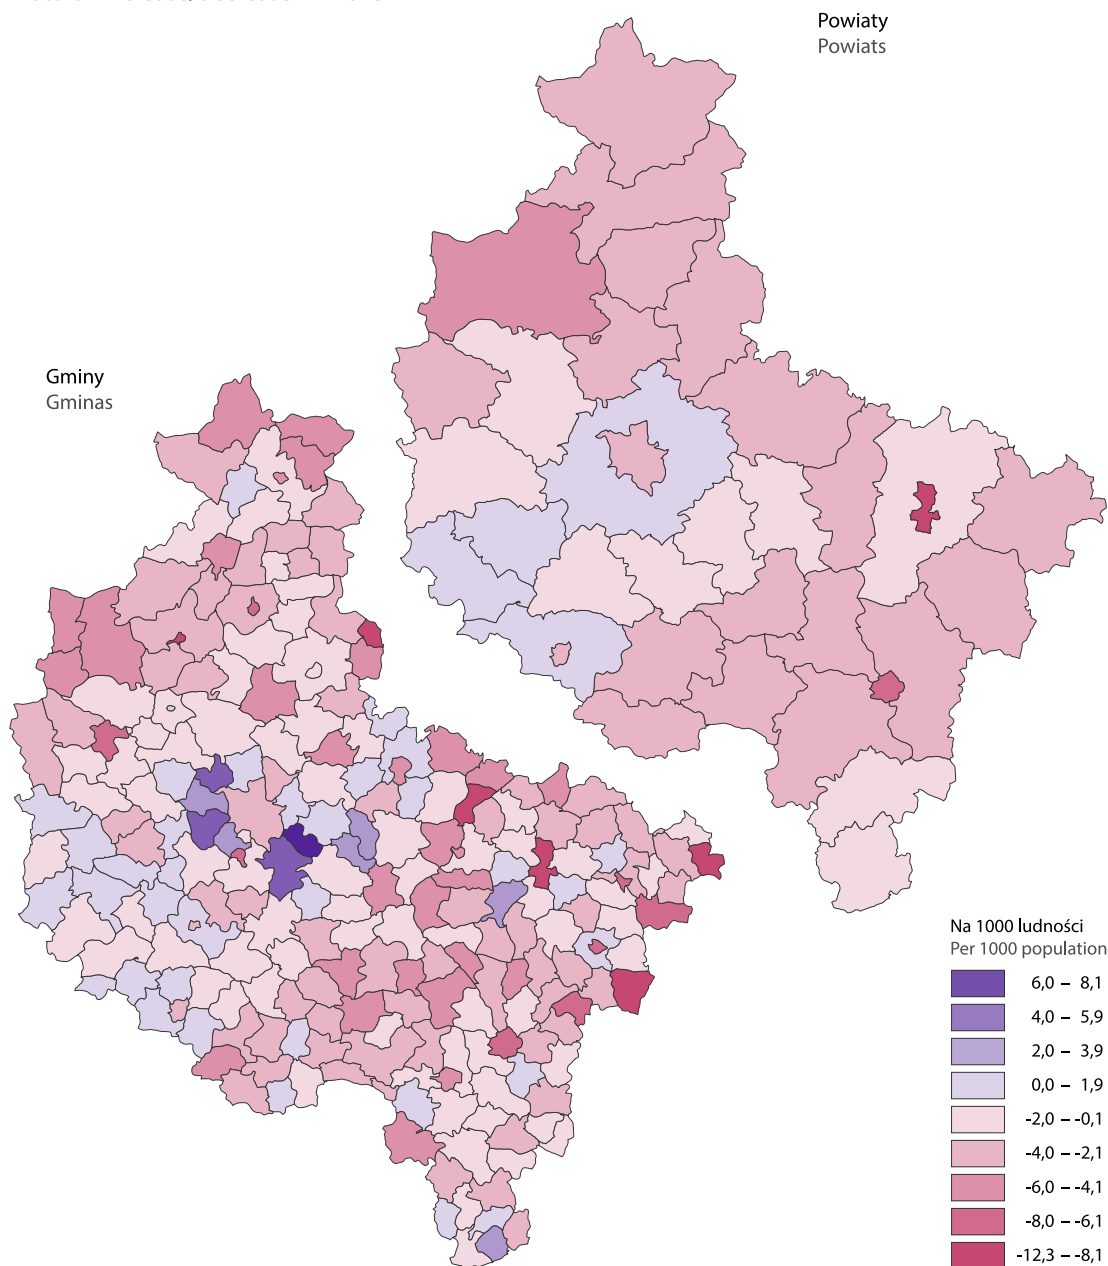 Powiaty
Powiats
Gminy
Gminas
Na 1000 ludności
Per 1000 population
6,0 – 8,1
4,0 – 5,9
2,0 – 3,9
0,0 – 1,9
-2,0 – -0,1
-4,0 – -2,1
-6,0 – -4,1
-8,0 – -6,1
-12,3 – -8,1